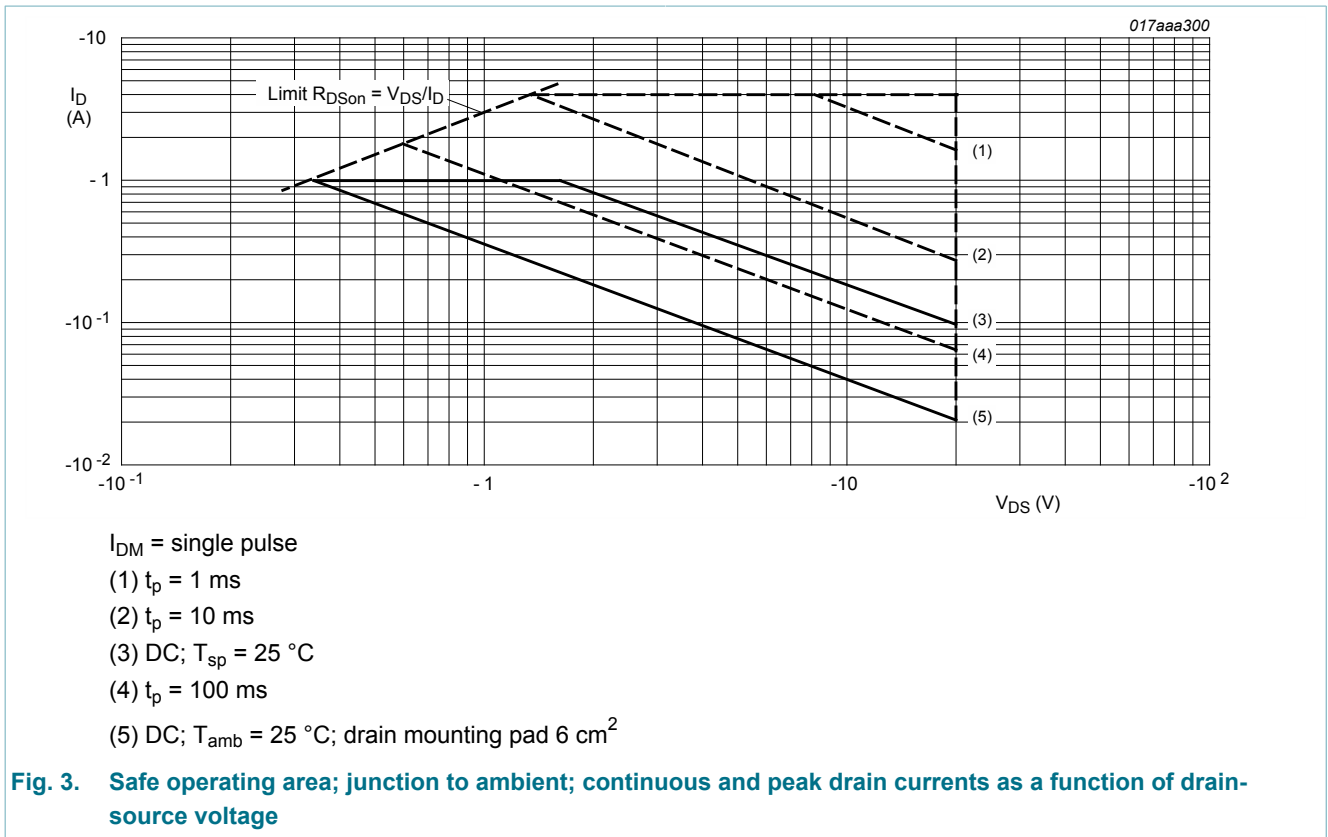 017aaa300
-10
I_D
(A)
Limit R_DSon = V_DS/I_D
(1)
- 1
(2)
-10^-1
(3)
(4)
(5)
-10^-2
-10^-1
- 1
-10
-10^2
V_DS (V)
I_DM = single pulse
(1) t_p = 1 ms
(2) t_p = 10 ms
(3) DC; T_sp = 25 °C
(4) t_p = 100 ms
(5) DC; T_amb = 25 °C; drain mounting pad 6 cm^2
Fig. 3. Safe operating area; junction to ambient; continuous and peak drain currents as a function of drain-
source voltage